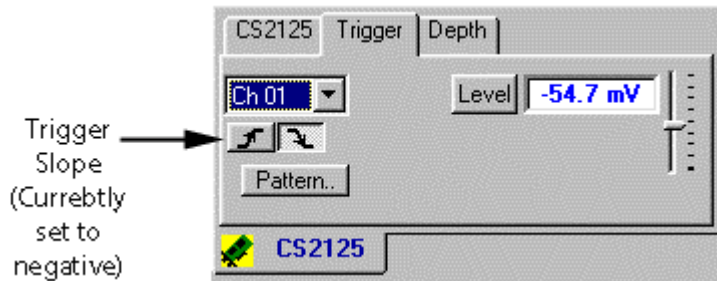 CS2125 Trigger Depth
Ch 01
Level -54.7 mV
Trigger
Slope
(Currebtly
set to
negative)
Pattern..
CS2125